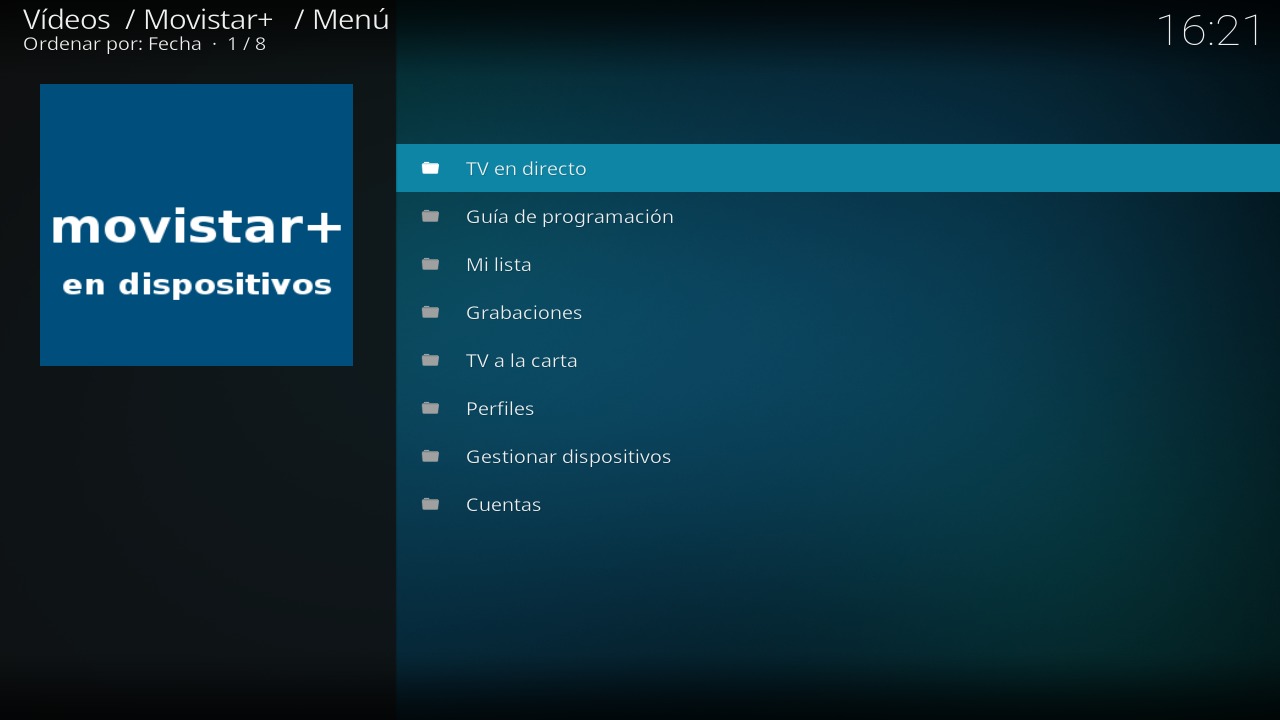 Vídeos / Movistar+ / Menú
Ordenar por: Fecha · 1 / 8
16:21
movistar+
en dispositivos
TV en directo
Guía de programación
Mi lista
Grabaciones
TV a la carta
Perfiles
Gestionar dispositivos
Cuentas